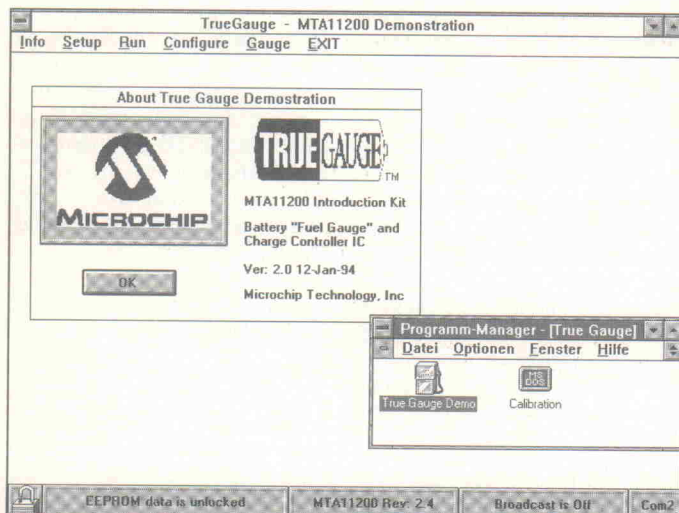 TrueGauge - MTA11200 Demonstration
Info Setup Run Configure Gauge EXIT
About True Gauge Demostration
MICROCHIP
TRUE GAUGE TM
MTA11200 Introduction Kit
Battery "Fuel Gauge" and
Charge Controller IC
Ver: 2.0 12-Jan-94
Microchip Technology, Inc
OK
Programm-Manager - [True Gauge]
Datei Optionen Fenster Hilfe
MS DOS
True Gauge Demo Calibration
EEPROM data is unlocked MTA11200 Rev: 2.4 Broadcast is Off Com2